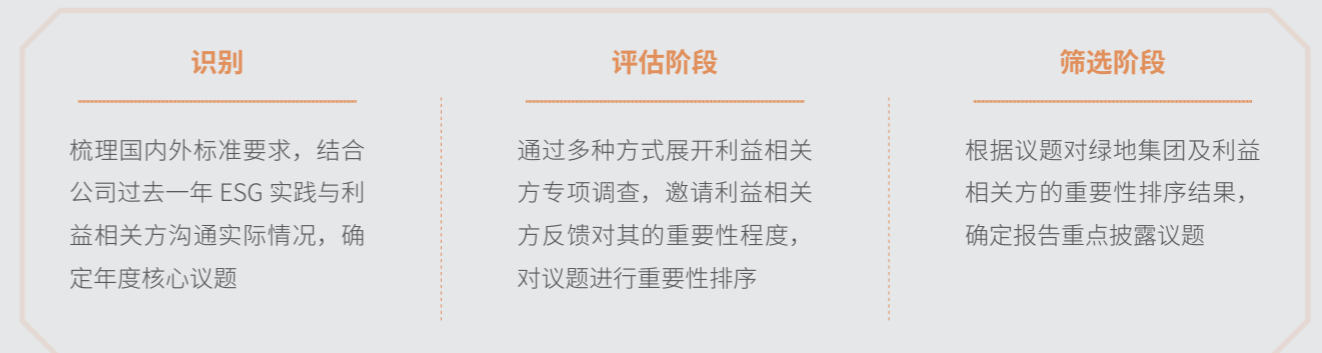 识别
梳理国内外标准要求，结合
公司过去一年 ESG 实践与利
益相关方沟通实际情况，确
定年度核心议题
评估阶段
通过多种方式展开利益相关
方专项调查，邀请利益相关
方反馈对其的重要性程度，
对议题进行重要性排序
筛选阶段
根据议题对绿地集团及利益
相关方的重要性排序结果，
确定报告重点披露议题